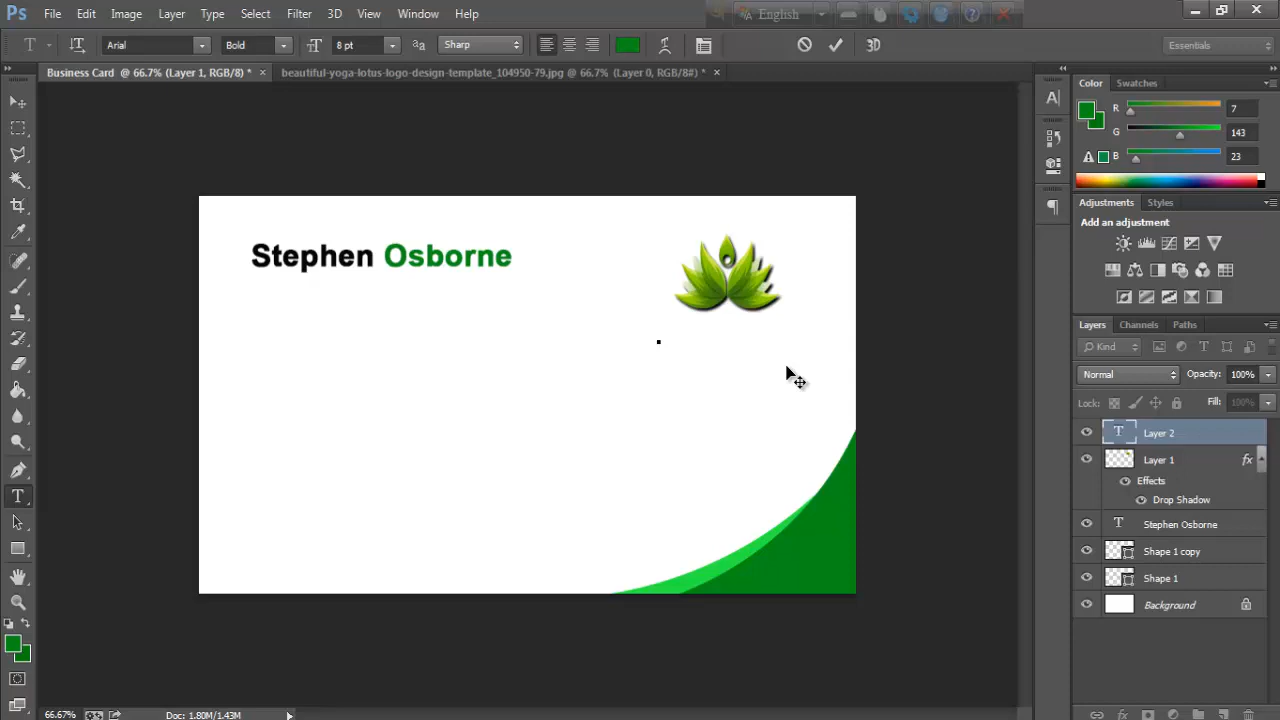 Ps File Edit Image Layer Type Select Filter 3D View Window Help
English
T Arial Bold 8 pt aa Sharp 3D Essentials
Business Card @ 66.7% (Layer 1, RGB/8) * × beautiful-yoga-lotus-logo-design-template_104950-79.jpg @ 66.7% (Layer 0, RGB/8#) * ×
Color Swatches
R 7
G 143
B 23
Adjustments Styles
Add an adjustment
Stephen Osborne
Layers Channels Paths
Kind
Normal Opacity: 100%
Lock: Fill: 100%
T Layer 2
Layer 1 fx
Effects
Drop Shadow
T Stephen Osborne
Shape 1 copy
Shape 1
Background
66.67% Doc: 1.80M/1.43M